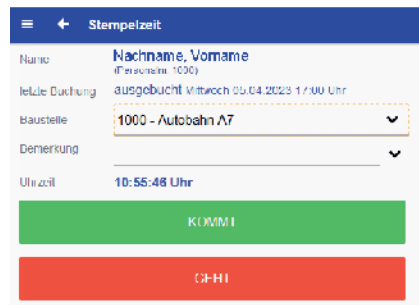 Stempelzeit
Name Nachname, Vorname
(Personalnr. 1000)
letzte Buchung ausgebucht Mittwoch 05.04.2023 17:00 Uhr
Baustelle 1000 - Autobahn A7
Bemerkung
Uhrzeit 10:55:46 Uhr
KOMMT
GEHT